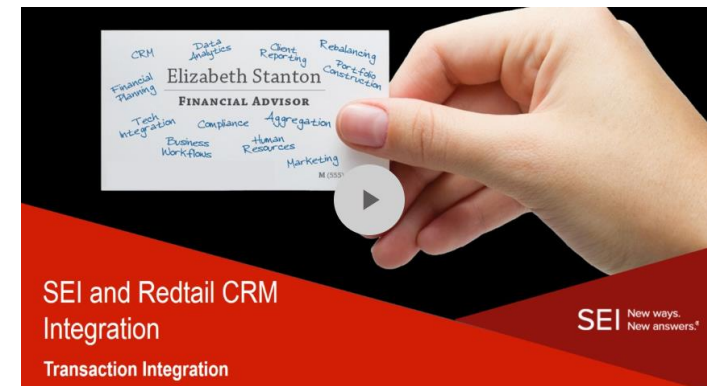 CRM
Data Analytics
Client Reporting
Rebalancing
Financial Planning
Elizabeth Stanton
Portfolio Construction
FINANCIAL ADVISOR
Tech Integration
Compliance
Aggregation
Business Workflows
Human Resources
Marketing
M (555)
SEI and Redtail CRM
Integration
Transaction Integration
SEI New ways.
New answers.®